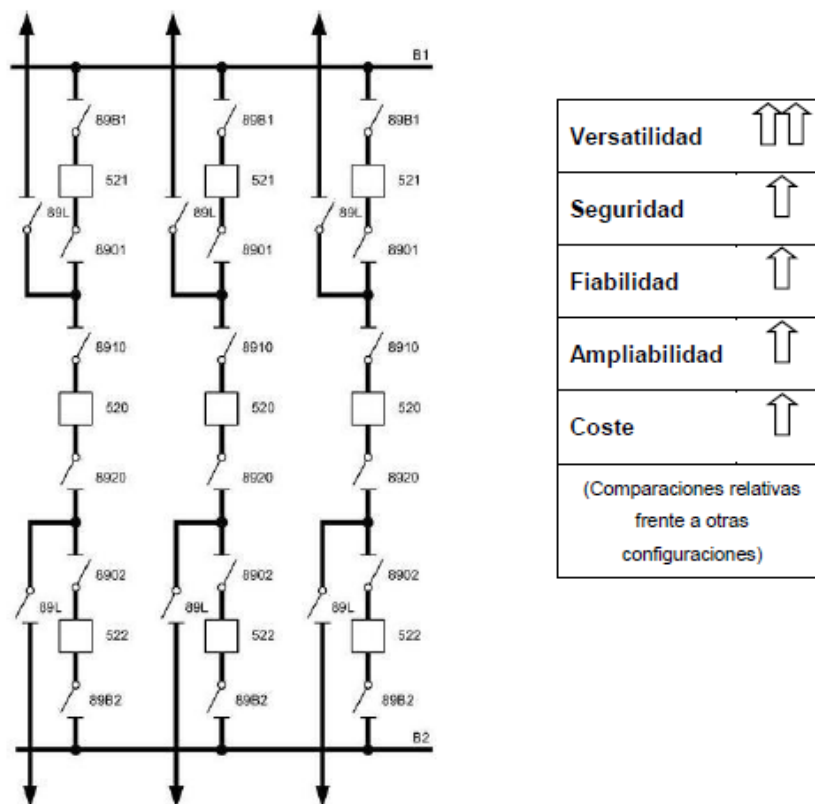 B1
89B1 89B1 89B1
521 521 521
89L 89L 89L
8901 8901 8901
8910 8910 8910
520 520 520
8920 8920 8920
8902 8902 8902
89L 89L 89L
522 522 522
89B2 89B2 89B2
B2
Versatilidad
Seguridad
Fiabilidad
Ampliabilidad
Coste
(Comparaciones relativas
frente a otras
configuraciones)